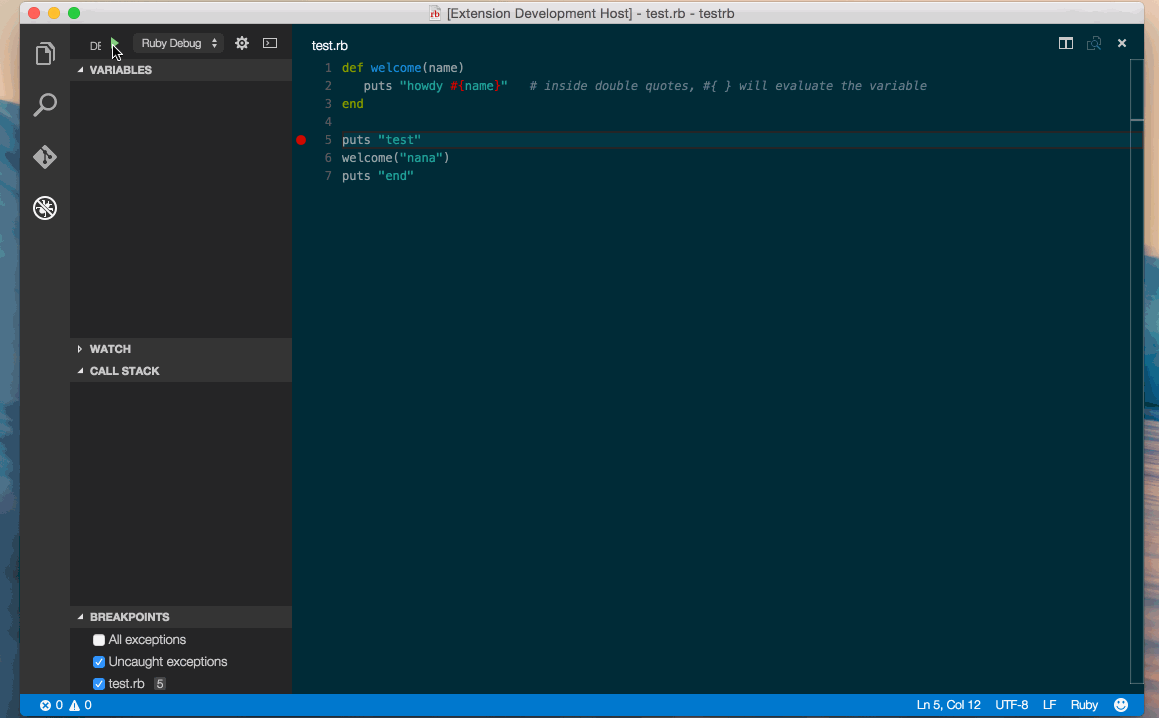 [Extension Development Host] - test.rb - testrb
DE Ruby Debug
VARIABLES
WATCH
CALL STACK
BREAKPOINTS
All exceptions
Uncaught exceptions
test.rb 5
test.rb
1 def welcome(name)
2 puts "howdy #{name}" # inside double quotes, #{ } will evaluate the variable
3 end
4
5 puts "test"
6 welcome("nana")
7 puts "end"
0 0 Ln 5, Col 12 UTF-8 LF Ruby